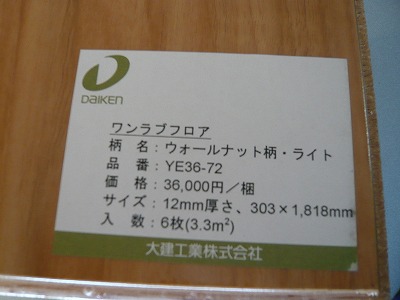 DAIKEN
ワンラブフロア
柄 名：ウォールナット柄・ライト
品 番：YE36-72
価 格：36,000円／梱
サイズ：12mm厚さ、303×1,818mm
入 数：6枚(3.3m²)
大建工業株式会社